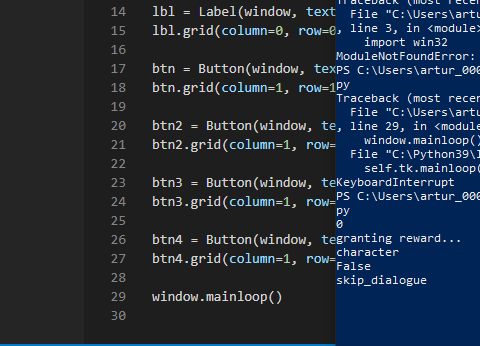 14 lbl = Label(window, text
15 lbl.grid(column=0, row=0
16
17 btn = Button(window, tex
18 btn.grid(column=1, row=1
19
20 btn2 = Button(window, te
21 btn2.grid(column=1, row=
22
23 btn3 = Button(window, te
24 btn3.grid(column=1, row=
25
26 btn4 = Button(window, te
27 btn4.grid(column=1, row=
28
29 window.mainloop()
30
Traceback (most recen
File "C:\Users\artu
, line 3, in <module>
import win32
ModuleNotFoundError:
PS C:\Users\artur_000
py
Traceback (most recen
File "C:\Users\artu
, line 29, in <module
window.mainloop()
File "C:\Python39\l
self.tk.mainloop(
KeyboardInterrupt
PS C:\Users\artur_000
py
0
granting reward...
character
False
skip_dialogue